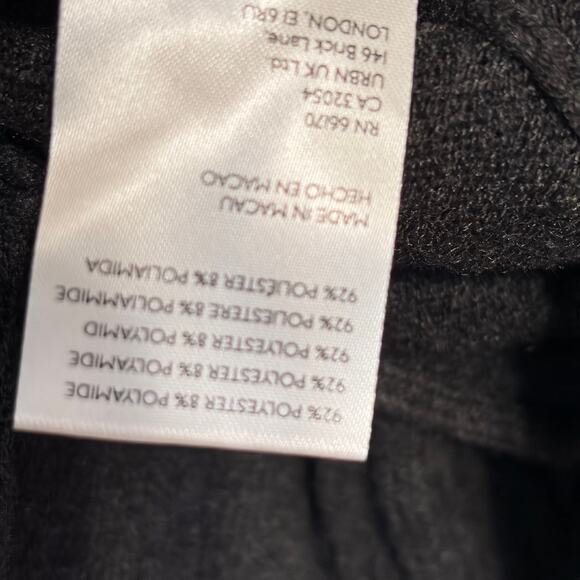 92% POLYESTER 8% POLYAMIDE
92% POLYESTER 8% POLYAMIDE
92% POLYESTER 8% POLYAMID
92% POLIESTERE 8% POLIAMMIDE
92% POLIÉSTER 8% POLIAMIDA
MADE IN MACAU
HECHO EN MACAO
RN 66170
CA 32054
URBN UK Ltd
146 Brick Lane,
LONDON, E1 6RU